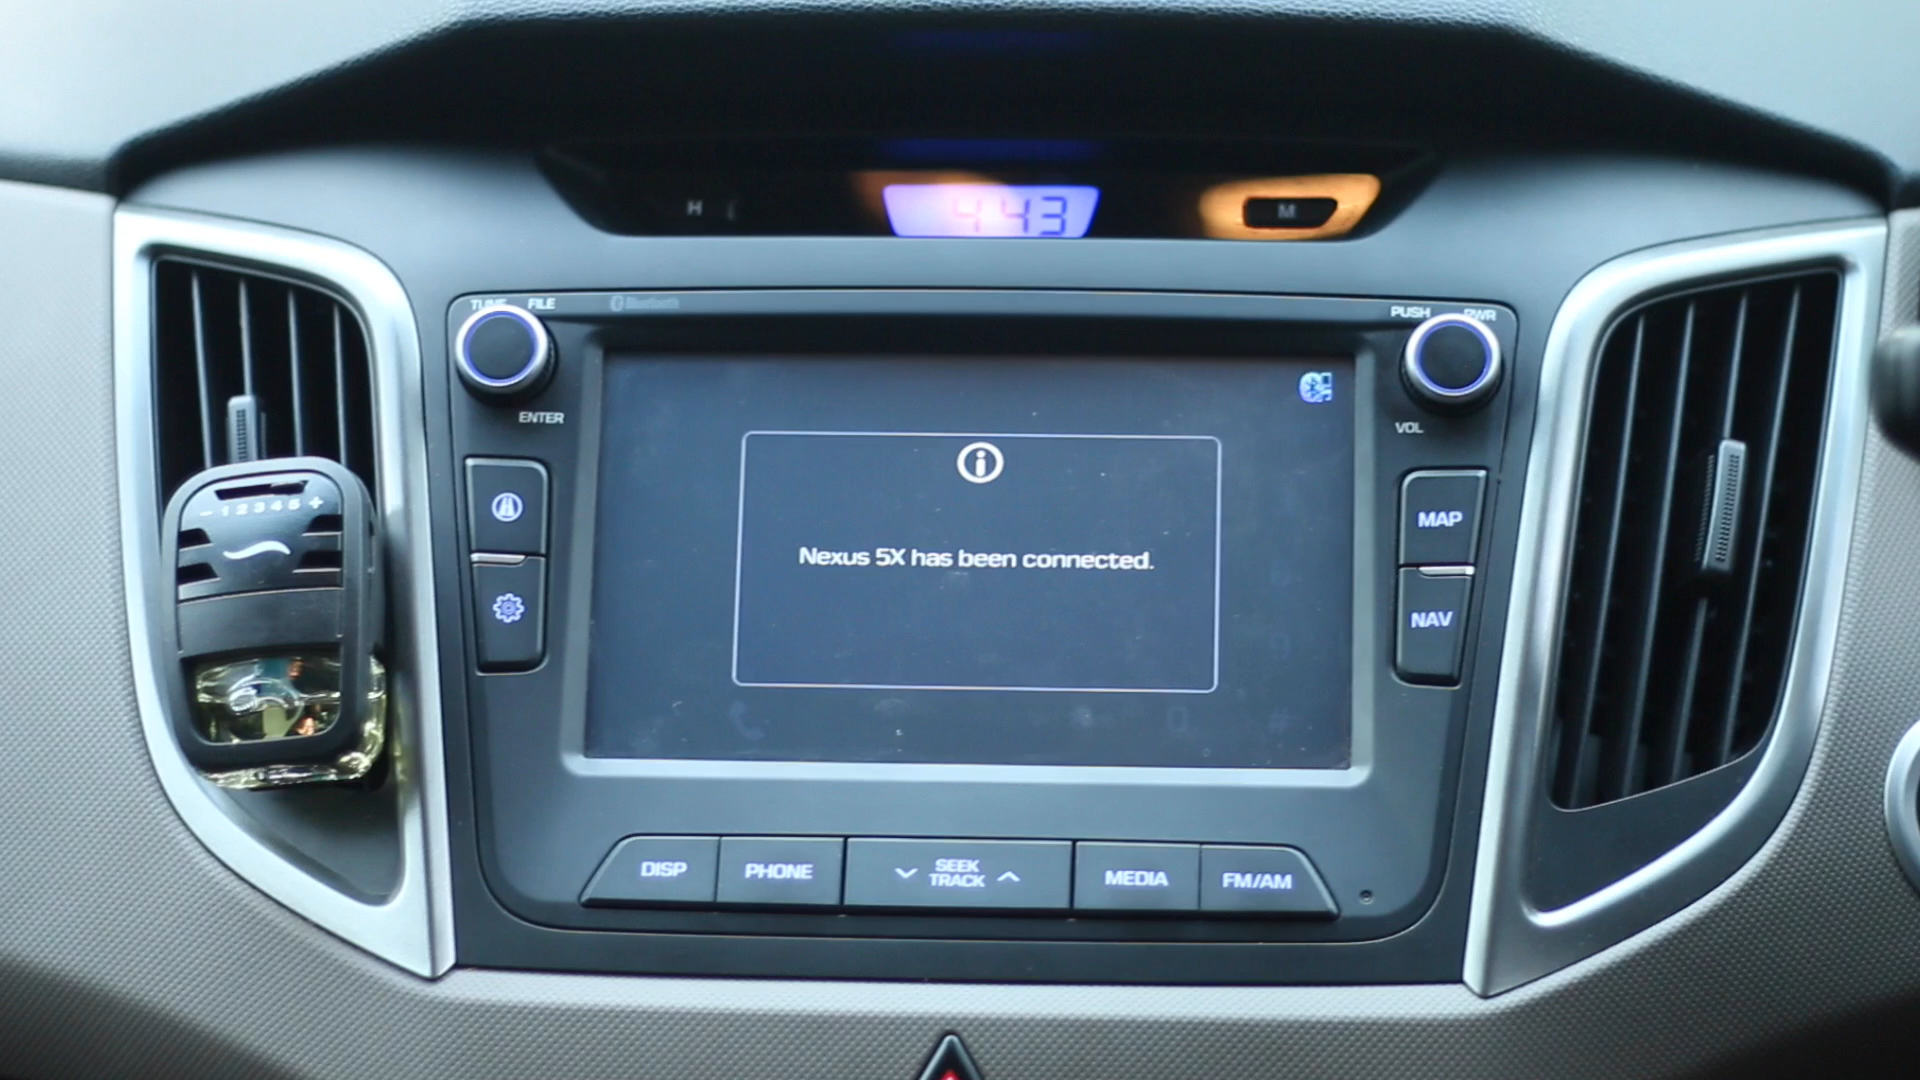 H
4:43
M
TUNE FILE
Bluetooth
PUSH PWR
ENTER
VOL
- 1 2 3 4 5 +
MAP
NAV
Nexus 5X has been connected.
DISP
PHONE
SEEK
TRACK
MEDIA
FM/AM